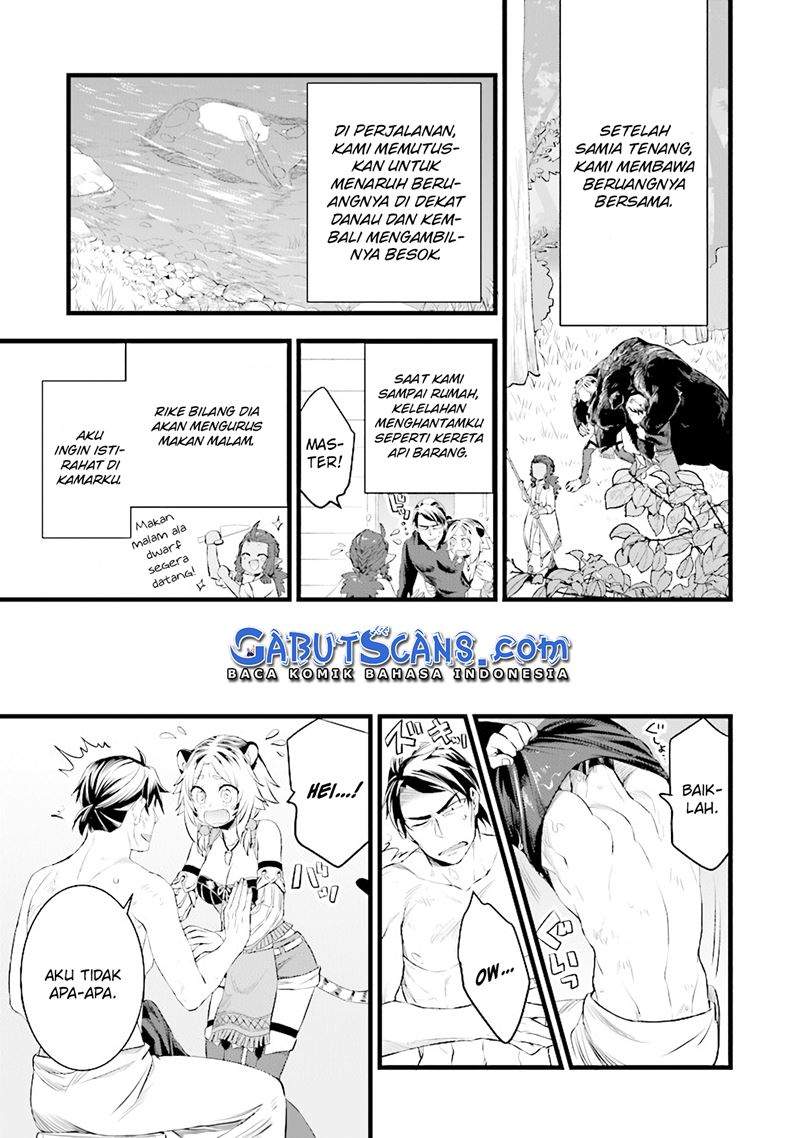 SETELAH
SAMIA TENANG,
KAMI MEMBAWA
BERUANGNYA
BERSAMA.
DI PERJALANAN,
KAMI MEMUTUS-
KAN UNTUK
MENARUH BERU-
ANGNYA DI DEKAT
DANAU DAN KEM-
BALI MENGAMBIL-
NYA BESOK.
SAAT KAMI
SAMPAI RUMAH,
KELELAHAN
MENGHANTAMKU
SEPERTI KERETA
API BARANG.
MAS-
TER!
RIKE BILANG DIA
AKAN MENGURUS
MAKAN MALAM.
AKU
INGIN ISTI-
RAHAT DI
KAMARKU.
Makan
malam ala
dwarf
segera
datang!
GABUTSCANS.com
BACA KOMIK BAHASA INDONESIA
BAIK-
LAH.
ズキッ
OW...
HEI...!
AKU TIDAK
APA-APA.